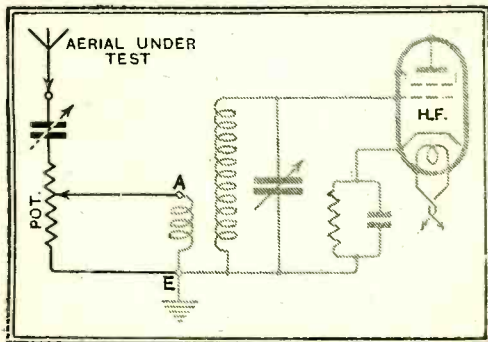 AERIAL UNDER
TEST
H.F.
A
POT.
E